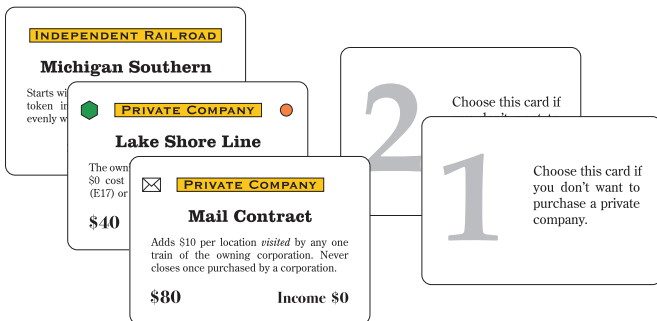 INDEPENDENT RAILROAD
Michigan Southern
Starts wi
token in
evenly w
PRIVATE COMPANY
Lake Shore Line
The own
$0 cost
(E17) or
$40
PRIVATE COMPANY
Mail Contract
Adds $10 per location visited by any one
train of the owning corporation. Never
closes once purchased by a corporation.
$80 Income $0
2
Choose this card if
1
Choose this card if
you don't want to
purchase a private
company.